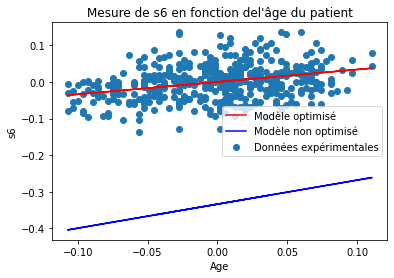 Mesure de s6 en fonction del'âge du patient
0.1
0.0
−0.1
−0.2
−0.3
−0.4
s6
Modèle optimisé
Modèle non optimisé
Données expérimentales
−0.10
−0.05
0.00
0.05
0.10
Age